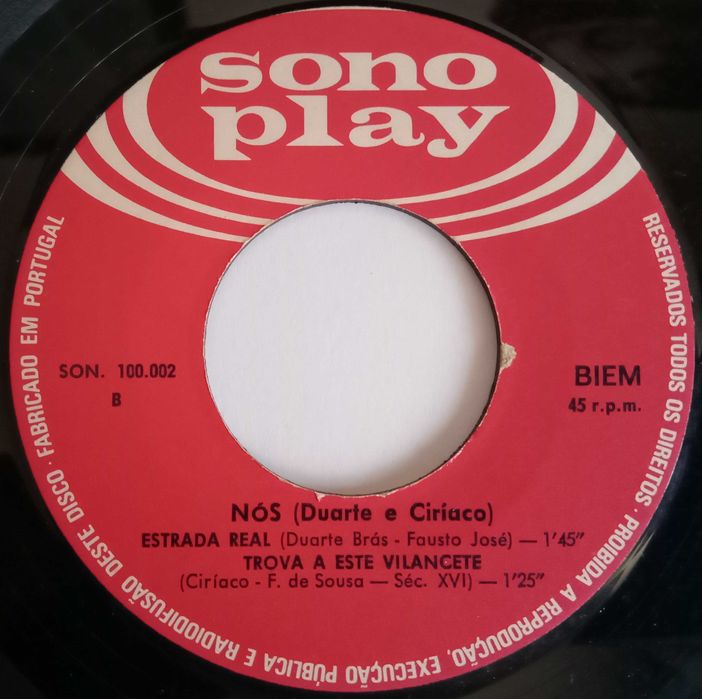 sono
play
SON. 100.002
B
BIEM
45 r.p.m.
NÓS (Duarte e Ciríaco)
ESTRADA REAL (Duarte Brás - Fausto José) — 1'45"
TROVA A ESTE VILANCETE
(Ciríaco - F. de Sousa — Séc. XVI) — 1'25"
RESERVADOS TODOS OS DIREITOS · PROIBIDA A REPRODUÇÃO, EXECUÇÃO PÚBLICA E RADIODIFUSÃO DESTE DISCO · FABRICADO EM PORTUGAL